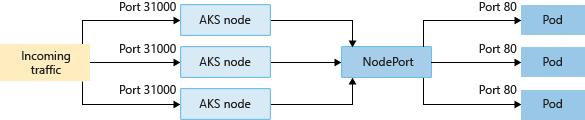 Port 31000
AKS node
Port 80
Pod
Incoming
traffic
Port 31000
AKS node
NodePort
Port 80
Pod
Port 31000
AKS node
Port 80
Pod